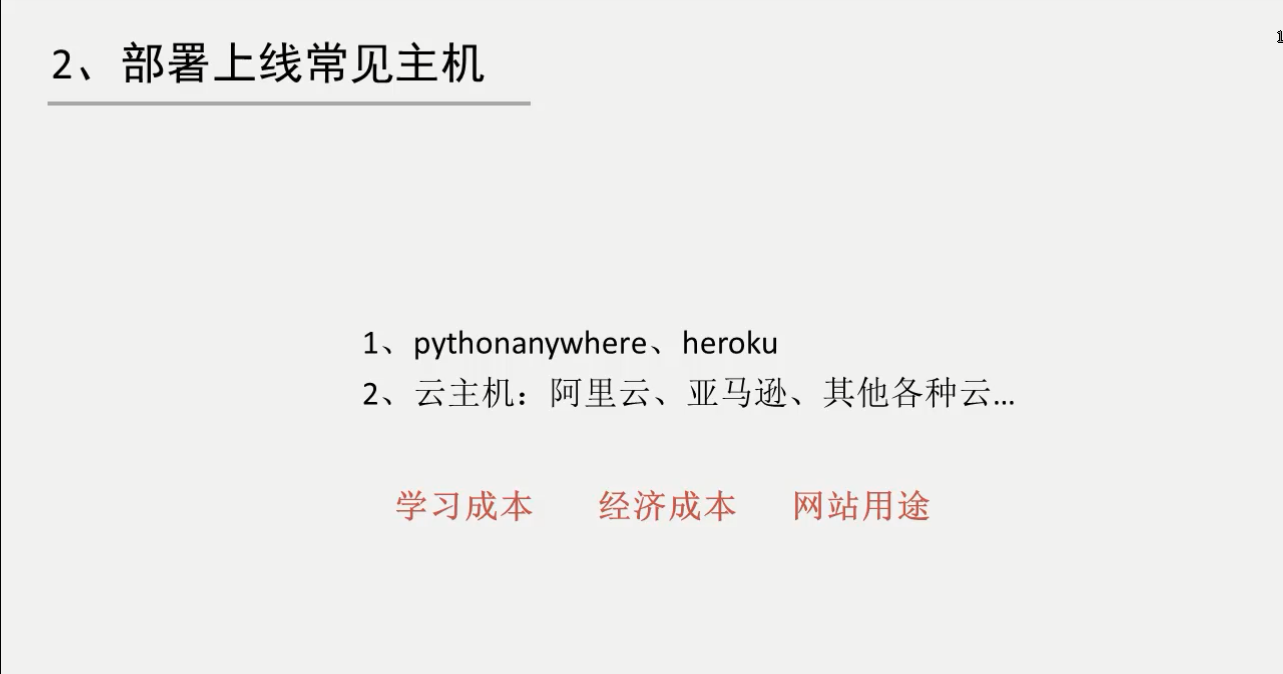 2、部署上线常见主机
1、pythonanywhere、heroku
2、云主机：阿里云、亚马逊、其他各种云...
学习成本 经济成本 网站用途